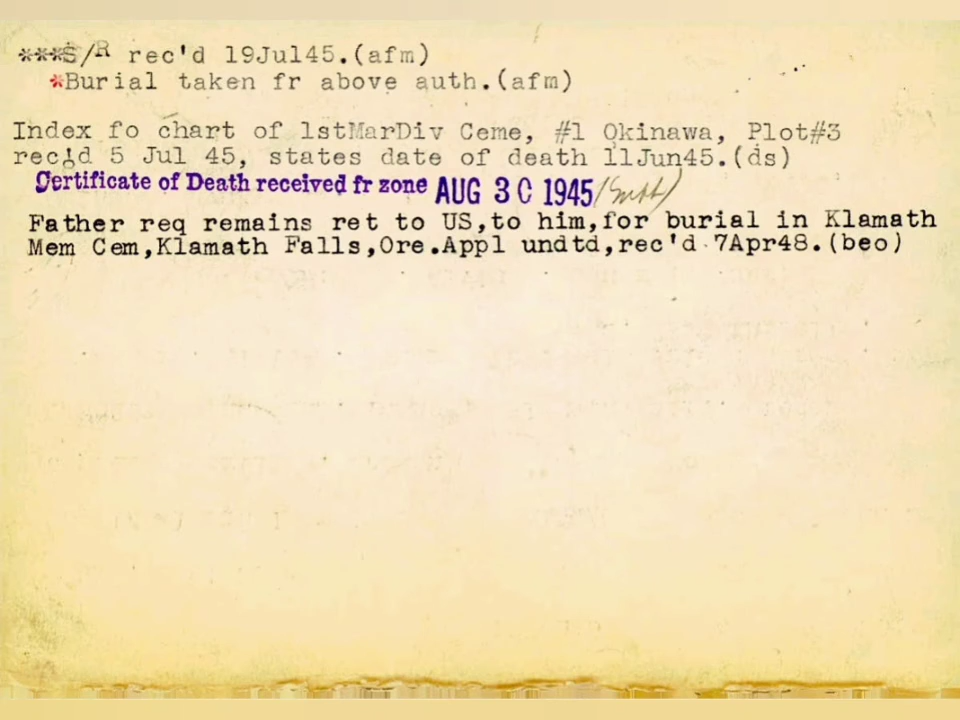 ***S/R rec'd 19Jul45.(afm)
*Burial taken fr above auth.(afm)
Index fo chart of 1stMarDiv Ceme, #1 Okinawa, Plot#3
rec'd 5 Jul 45, states date of death 11Jun45.(ds)
Certificate of Death received fr zone AUG 30 1945
Father req remains ret to US,to him,for burial in Klamath
Mem Cem,Klamath Falls,Ore.Appl undtd,rec'd 7Apr48.(beo)